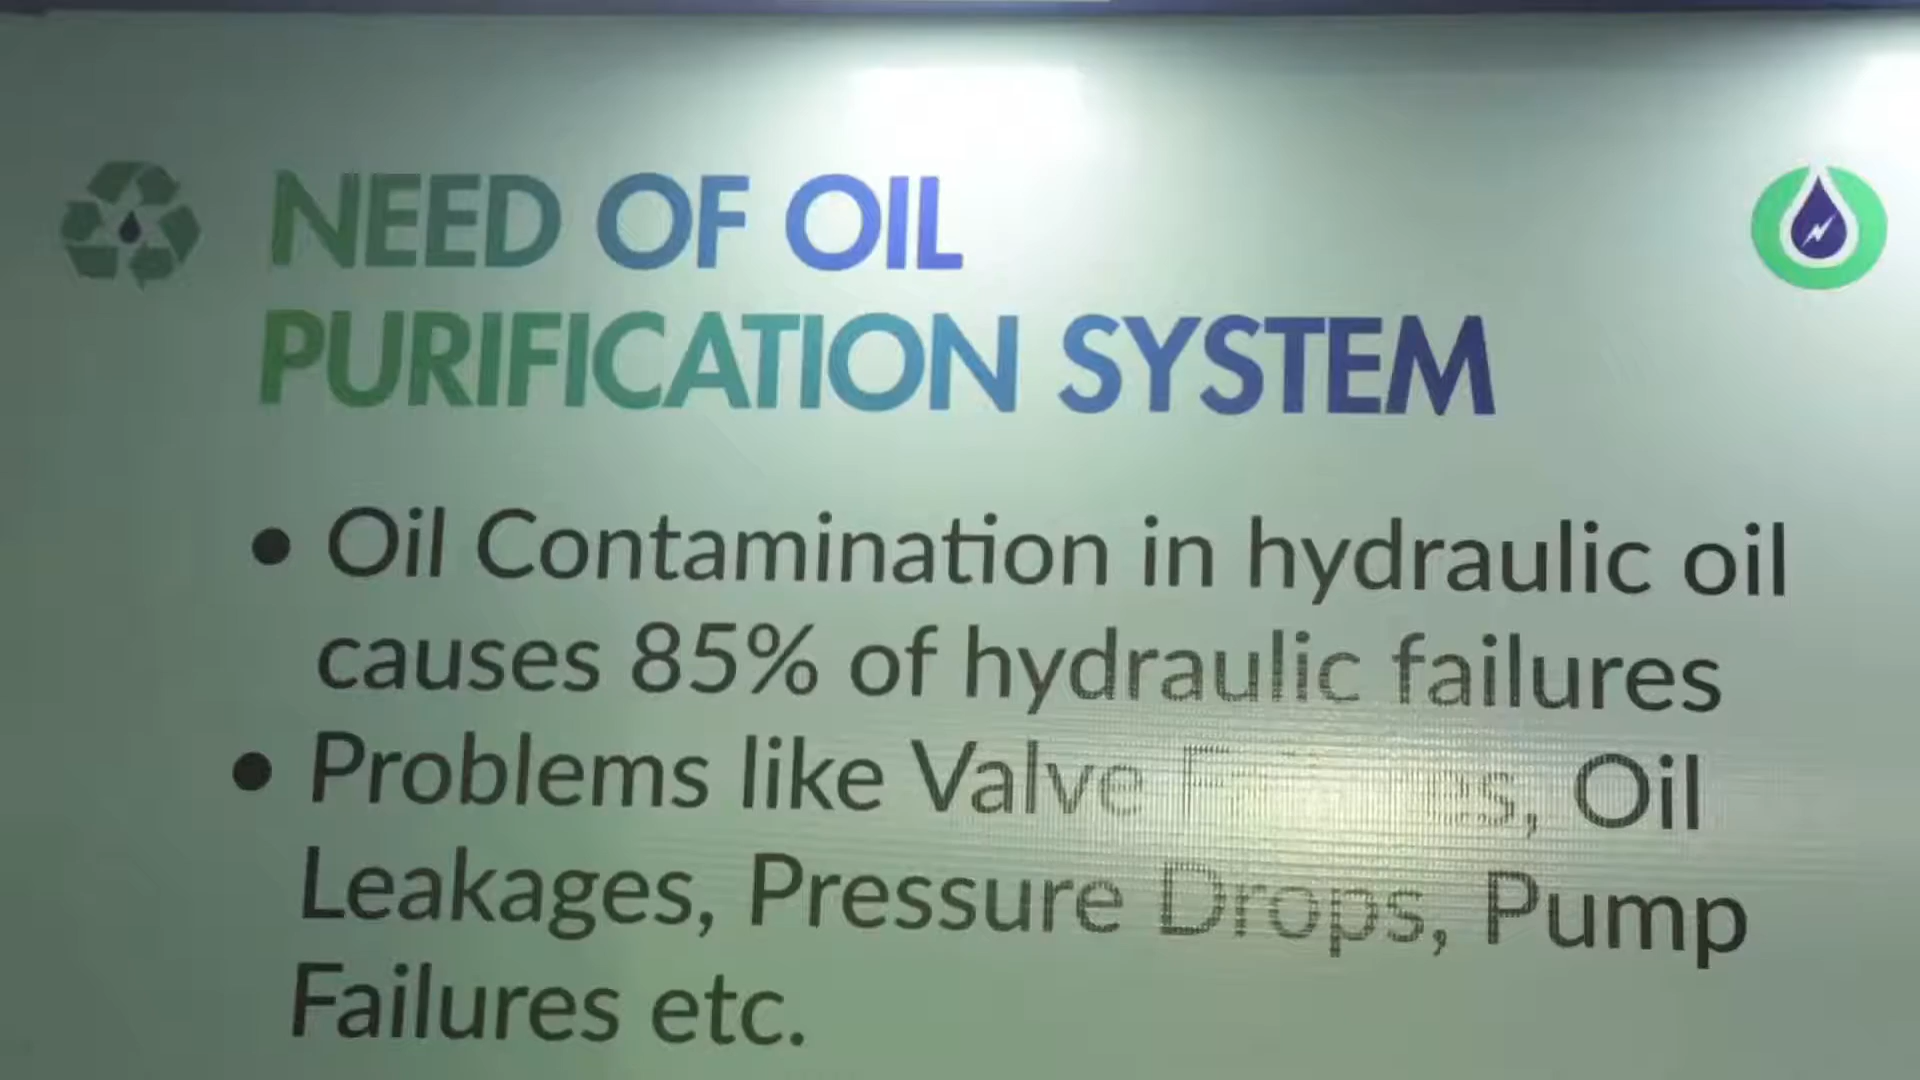 NEED OF OIL
PURIFICATION SYSTEM
• Oil Contamination in hydraulic oil
causes 85% of hydraulic failures
• Problems like Valve Oil
Leakages, Pressure Drops, Pump
Failures etc.